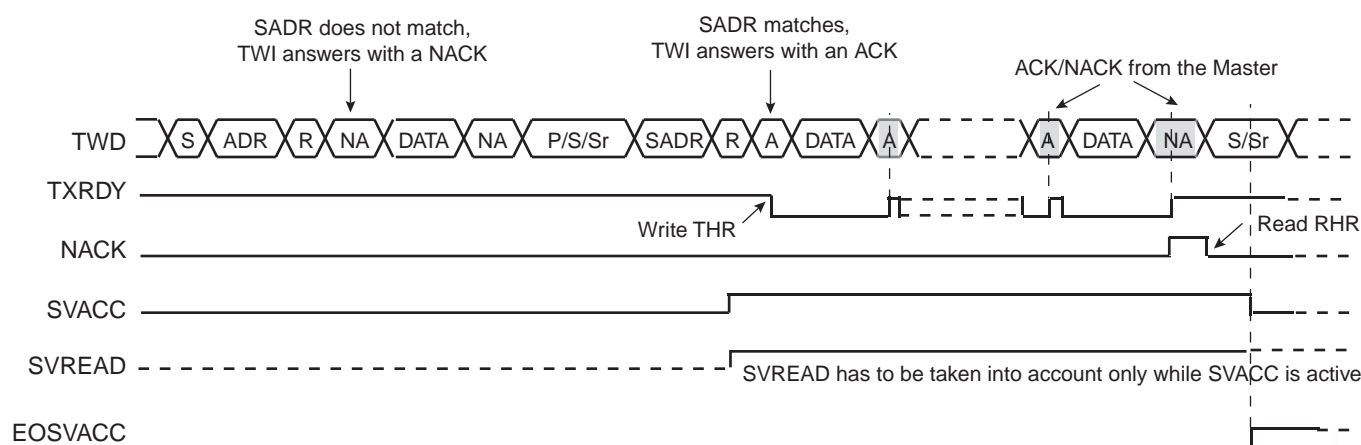 SADR does not match,
TWI answers with a NACK
SADR matches,
TWI answers with an ACK
ACK/NACK from the Master
TWD S ADR R NA DATA NA P/S/Sr SADR R A DATA A A DATA NA S/Sr
TXRDY
Write THR
Read RHR
NACK
SVACC
SVREAD
SVREAD has to be taken into account only while SVACC is active
EOSVACC